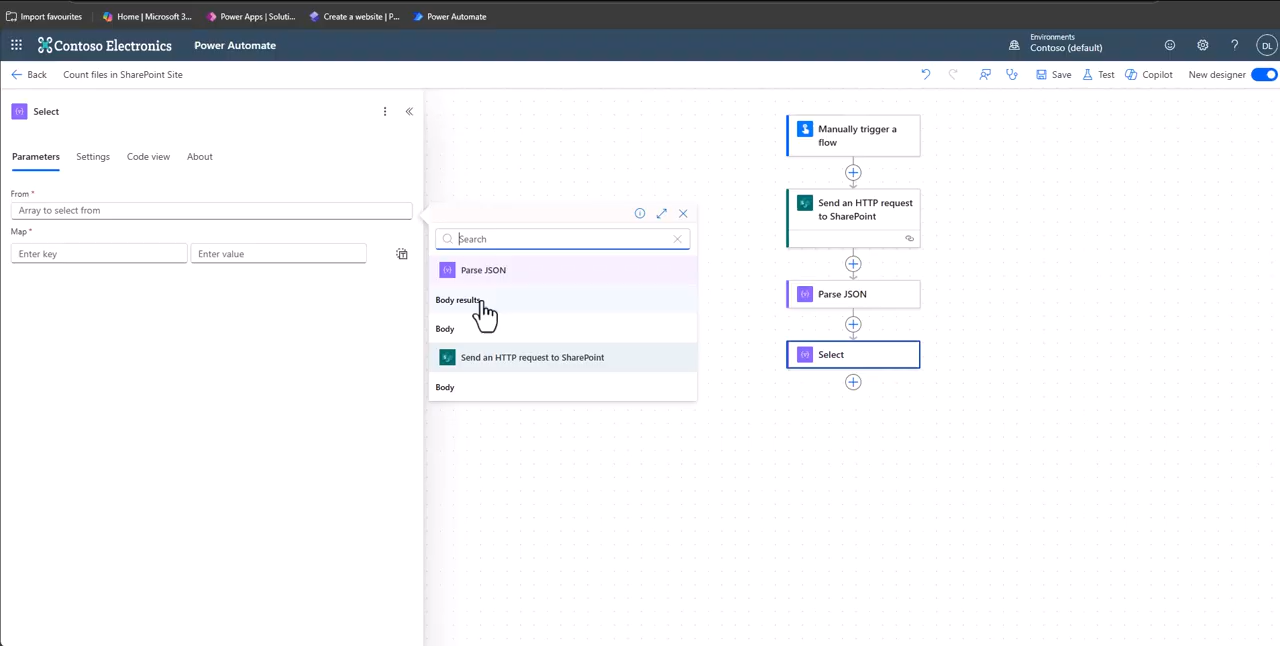 Import favourites
Home | Microsoft 3...
Power Apps | Soluti...
Create a website | P...
Power Automate
Contoso Electronics
Power Automate
Environments
Contoso (default)
DL
Back
Count files in SharePoint Site
Save
Test
Copilot
New designer
Select
Parameters
Settings
Code view
About
From *
Array to select from
Map *
Enter key
Enter value
Search
Parse JSON
Body results
Body
Send an HTTP request to SharePoint
Body
Manually trigger a
flow
Send an HTTP request
to SharePoint
Parse JSON
Select